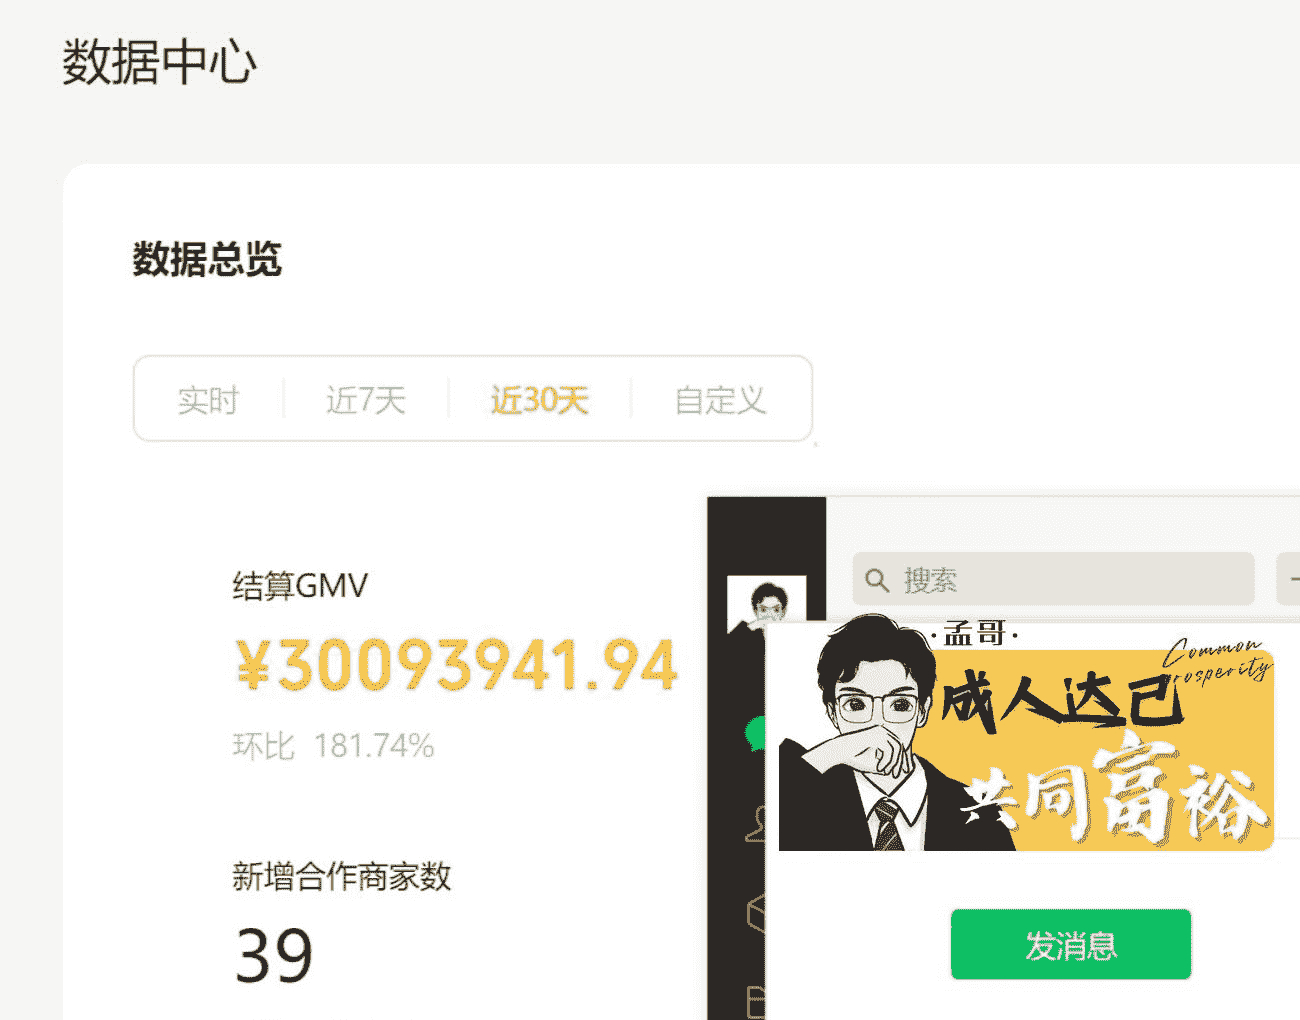 数据中心
数据总览
实时 近7天 近30天 自定义
结算GMV
¥30093941.94
环比 181.74%
新增合作商家数
39
搜索
·孟哥·
Common
prosperity
成人达己
共同富裕
发消息